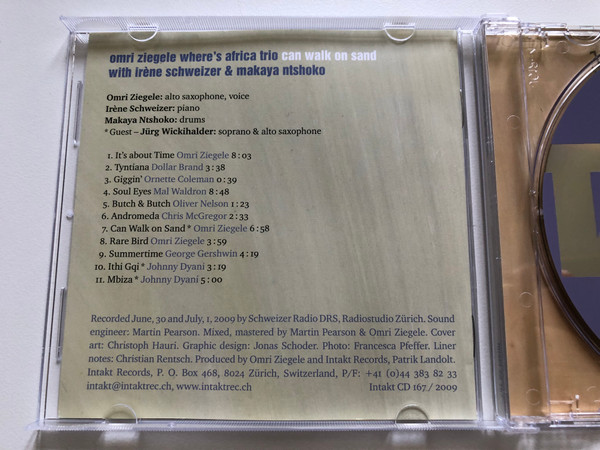 omri ziegele where's africa trio can walk on sand
with irène schweizer & makaya ntshoko
Omri Ziegele: alto saxophone, voice
Irène Schweizer: piano
Makaya Ntshoko: drums
* Guest – Jürg Wickihalder: soprano & alto saxophone
1. It's about Time Omri Ziegele 8 : 03
2. Tyntiana Dollar Brand 3 : 38
3. Giggin' Ornette Coleman 0 : 39
4. Soul Eyes Mal Waldron 8 : 48
5. Butch & Butch Oliver Nelson 1 : 23
6. Andromeda Chris McGregor 2 : 33
7. Can Walk on Sand * Omri Ziegele 6 : 58
8. Rare Bird Omri Ziegele 3 : 59
9. Summertime George Gershwin 4 : 19
10. Ithi Gqi * Johnny Dyani 3 : 19
11. Mbiza * Johnny Dyani 5 : 00
Recorded June, 30 and July, 1, 2009 by Schweizer Radio DRS, Radiostudio Zürich. Sound
engineer: Martin Pearson. Mixed, mastered by Martin Pearson & Omri Ziegele. Cover
art: Christoph Hauri. Graphic design: Jonas Schoder. Photo: Francesca Pfeffer. Liner
notes: Christian Rentsch. Produced by Omri Ziegele and Intakt Records, Patrik Landolt.
Intakt Records, P. O. Box 468, 8024 Zürich, Switzerland, P/F: +41 (0)44 383 82 33
intakt@intaktrec.ch, www.intaktrec.ch Intakt CD 167 / 2009